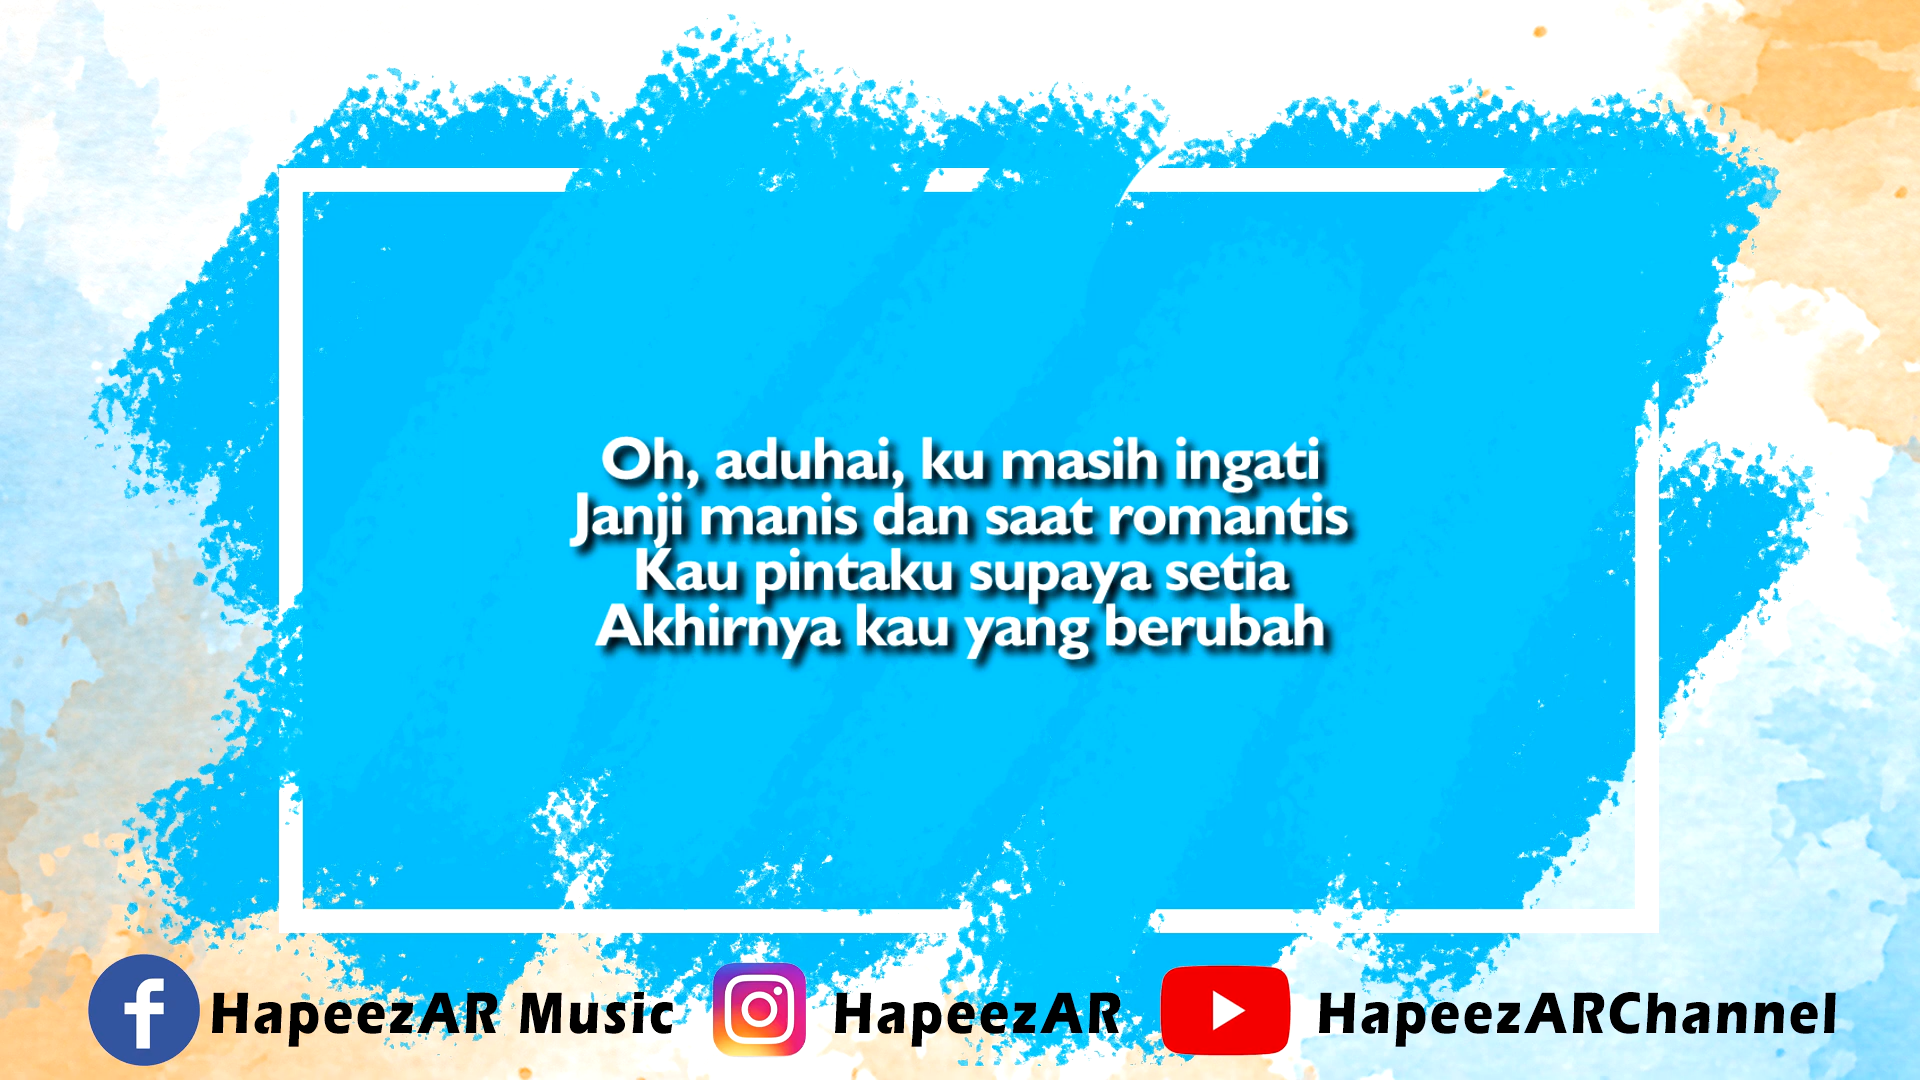 Oh, aduhai, ku masih ingati
Janji manis dan saat romantis
Kau pintaku supaya setia
Akhirnya kau yang berubah
HapeezAR Music HapeezAR HapeezARChannel